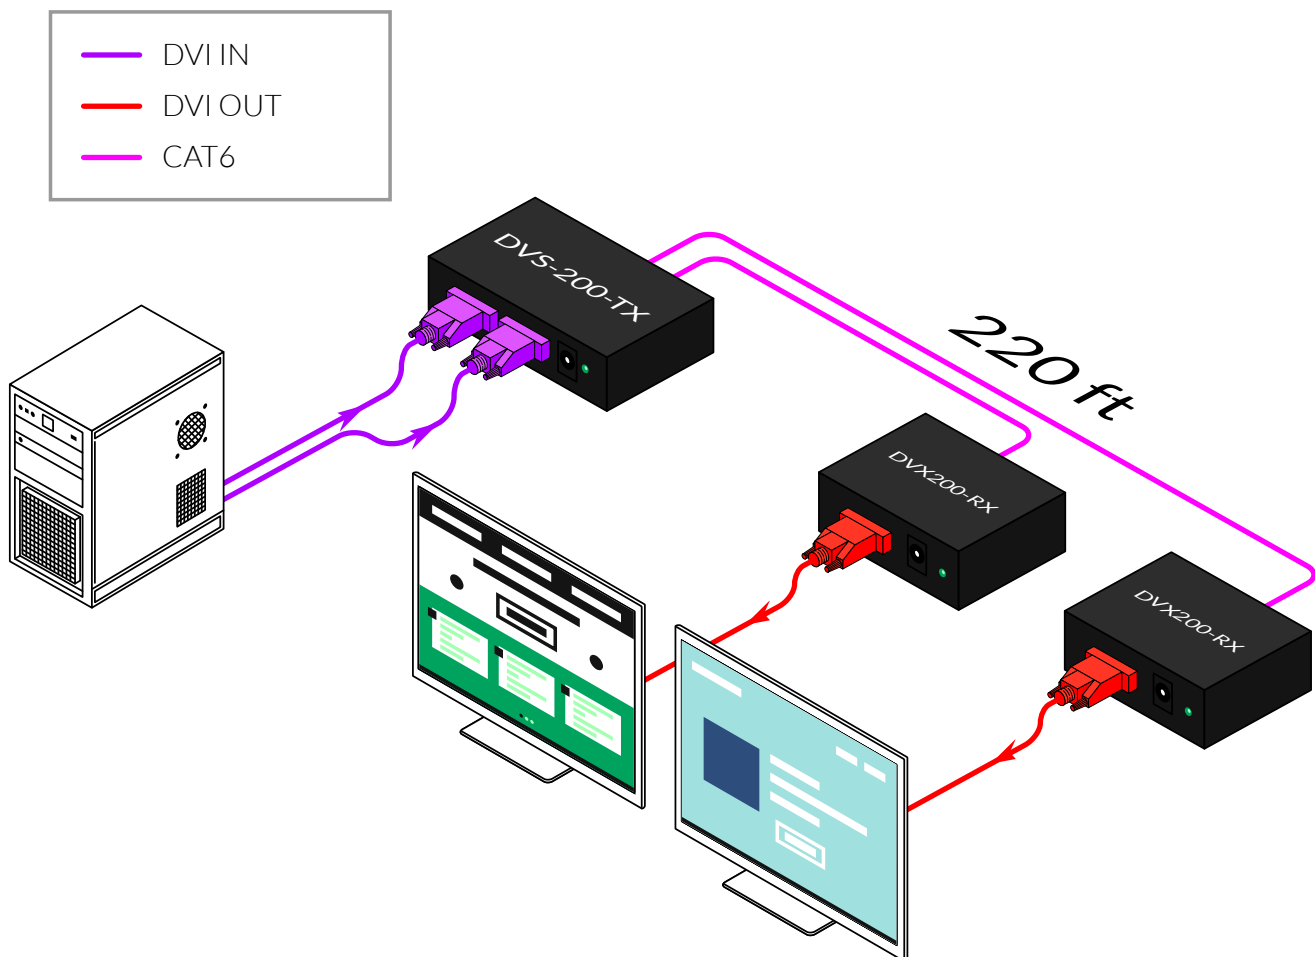 DVI IN
DVI OUT
CAT6
DVS-200-TX
220 ft
DVX200-RX
DVX200-RX